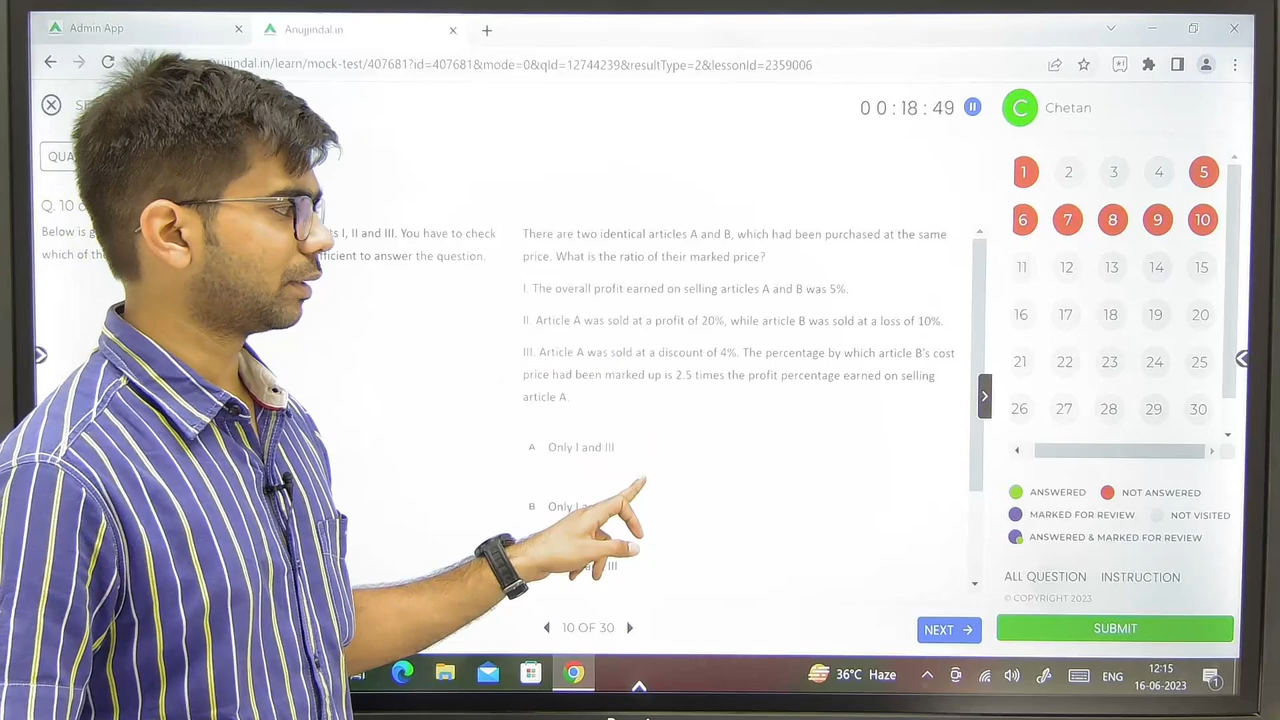 Admin App
Anujjindal.in
nujjindal.in/learn/mock-test/407681?id=407681&mode=0&qId=12744239&resultType=2&lessonId=2359006
00:18:49
C Chetan
QUA
1 2 3 4 5
6 7 8 9 10
11 12 13 14 15
16 17 18 19 20
21 22 23 24 25
26 27 28 29 30
Q. 10 o
Below is g
ts I, II and III. You have to check
which of th
fficient to answer the question.
There are two identical articles A and B, which had been purchased at the same
price. What is the ratio of their marked price?
I. The overall profit earned on selling articles A and B was 5%.
II. Article A was sold at a profit of 20%, while article B was sold at a loss of 10%.
III. Article A was sold at a discount of 4%. The percentage by which article B's cost
price had been marked up is 2.5 times the profit percentage earned on selling
article A.
A Only I and III
B Only I a
III
10 OF 30
NEXT
ANSWERED NOT ANSWERED
MARKED FOR REVIEW NOT VISITED
ANSWERED & MARKED FOR REVIEW
ALL QUESTION INSTRUCTION
© COPYRIGHT 2023
SUBMIT
36°C Haze
ENG
12:15
16-06-2023
1